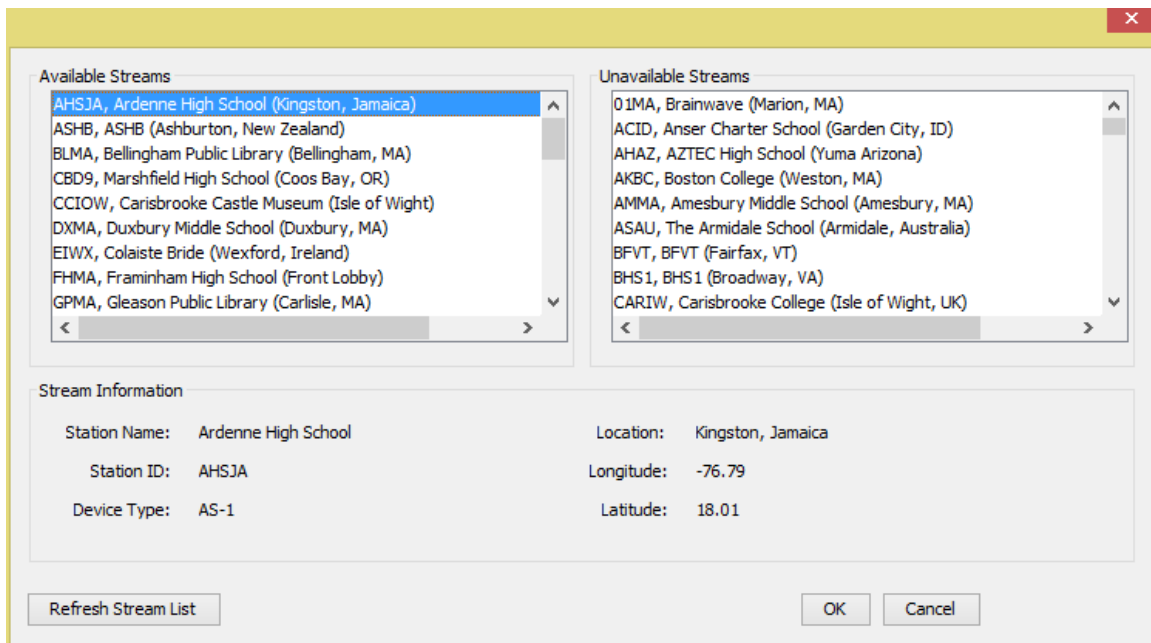 Available Streams
AHSJA, Ardenne High School (Kingston, Jamaica)
ASHB, ASHB (Ashburton, New Zealand)
BLMA, Bellingham Public Library (Bellingham, MA)
CBD9, Marshfield High School (Coos Bay, OR)
CCIOW, Carisbrooke Castle Museum (Isle of Wight)
DXMA, Duxbury Middle School (Duxbury, MA)
EIWX, Colaiste Bride (Wexford, Ireland)
FHMA, Framinham High School (Front Lobby)
GPMA, Gleason Public Library (Carlisle, MA)
Unavailable Streams
01MA, Brainwave (Marion, MA)
ACID, Anser Charter School (Garden City, ID)
AHAZ, AZTEC High School (Yuma Arizona)
AKBC, Boston College (Weston, MA)
AMMA, Amesbury Middle School (Amesbury, MA)
ASAU, The Armidale School (Armidale, Australia)
BFVT, BFVT (Fairfax, VT)
BHS1, BHS1 (Broadway, VA)
CARIW, Carisbrooke College (Isle of Wight, UK)
Stream Information
Station Name: Ardenne High School
Location: Kingston, Jamaica
Station ID: AHSJA
Longitude: -76.79
Device Type: AS-1
Latitude: 18.01
Refresh Stream List
OK
Cancel